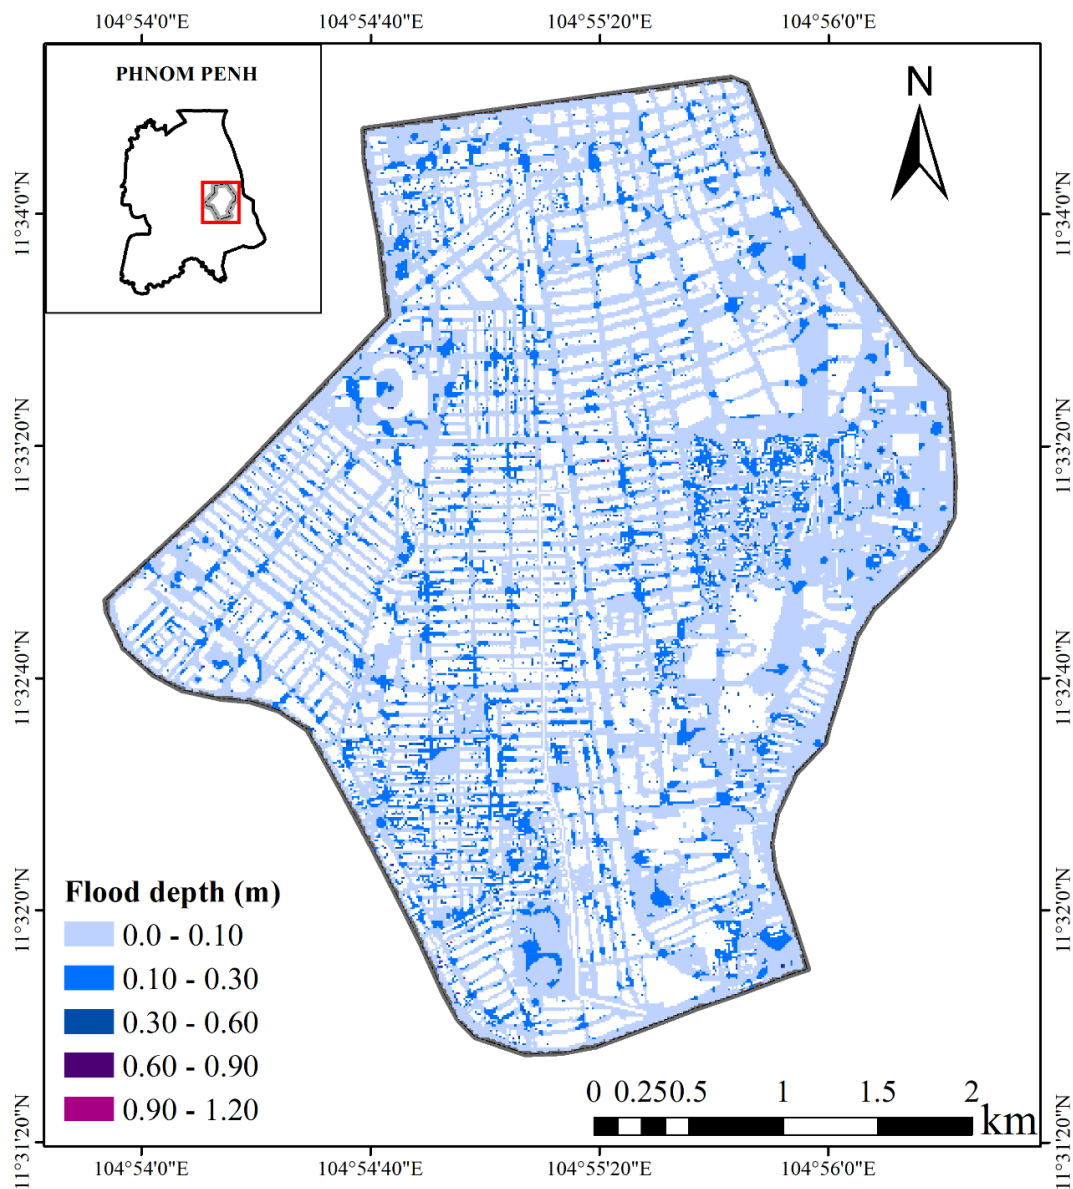 104°54'0"E 104°54'40"E 104°55'20"E 104°56'0"E
PHNOM PENH
N
11°34'0"N 11°34'0"N
11°33'20"N 11°33'20"N
11°32'40"N 11°32'40"N
11°32'0"N 11°32'0"N
11°31'20"N 11°31'20"N
Flood depth (m)
0.0 - 0.10
0.10 - 0.30
0.30 - 0.60
0.60 - 0.90
0.90 - 1.20
0 0.25 0.5 1 1.5 2
km
104°54'0"E 104°54'40"E 104°55'20"E 104°56'0"E